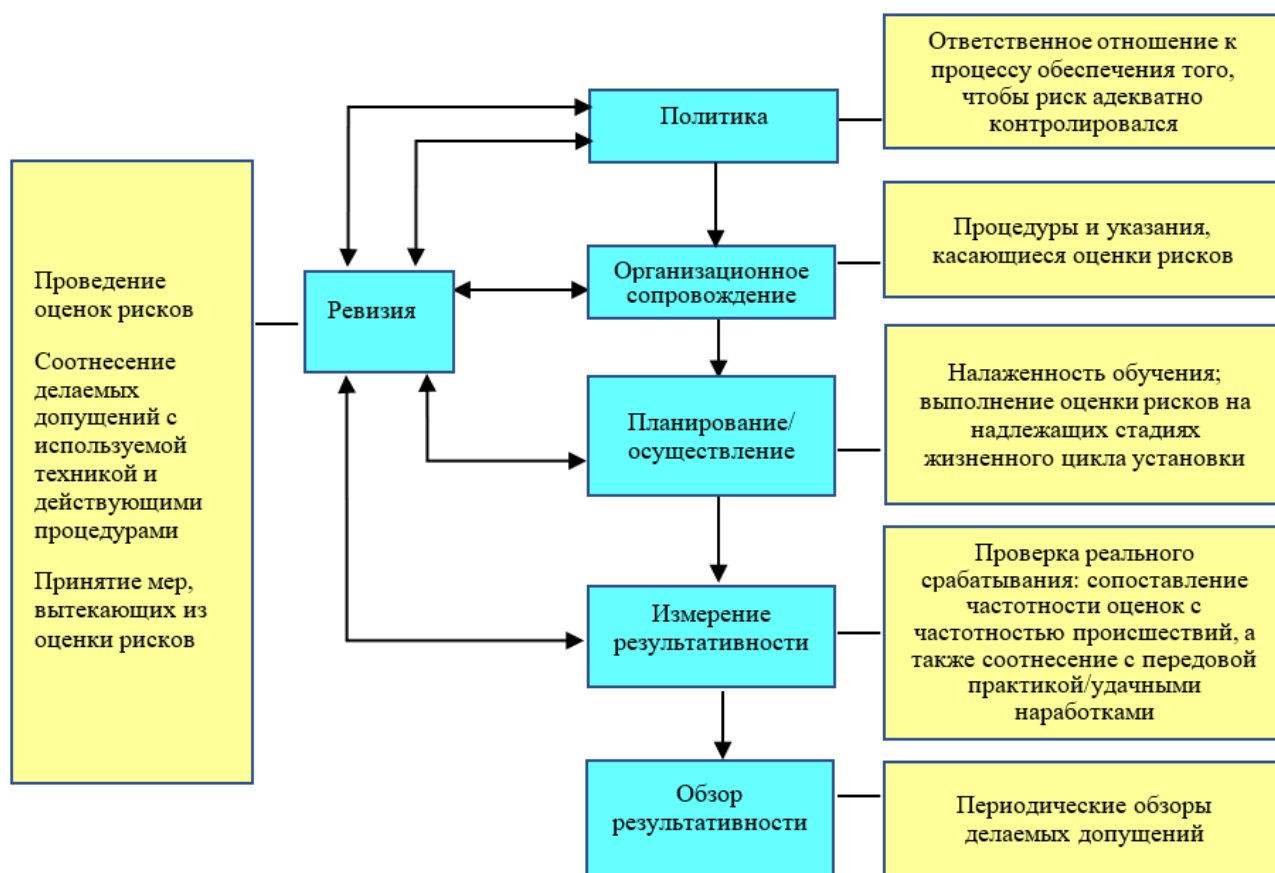 Ответственное отношение к
процессу обеспечения того,
чтобы риск адекватно
контролировался
Политика
Процедуры и указания,
касающиеся оценки рисков
Организационное
сопровождение
Ревизия
Проведение
оценок рисков
Соотнесение
делаемых
допущений с
используемой
техникой и
действующими
процедурами
Принятие мер,
вытекающих из
оценки рисков
Налаженность обучения;
выполнение оценки рисков на
надлежащих стадиях
жизненного цикла установки
Планирование/
осуществление
Проверка реального
срабатывания: сопоставление
частотности оценок с
частотностью происшествий, а
также соотнесение с передовой
практикой/удачными
наработками
Измерение
результативности
Обзор
результативности
Периодические обзоры
делаемых допущений